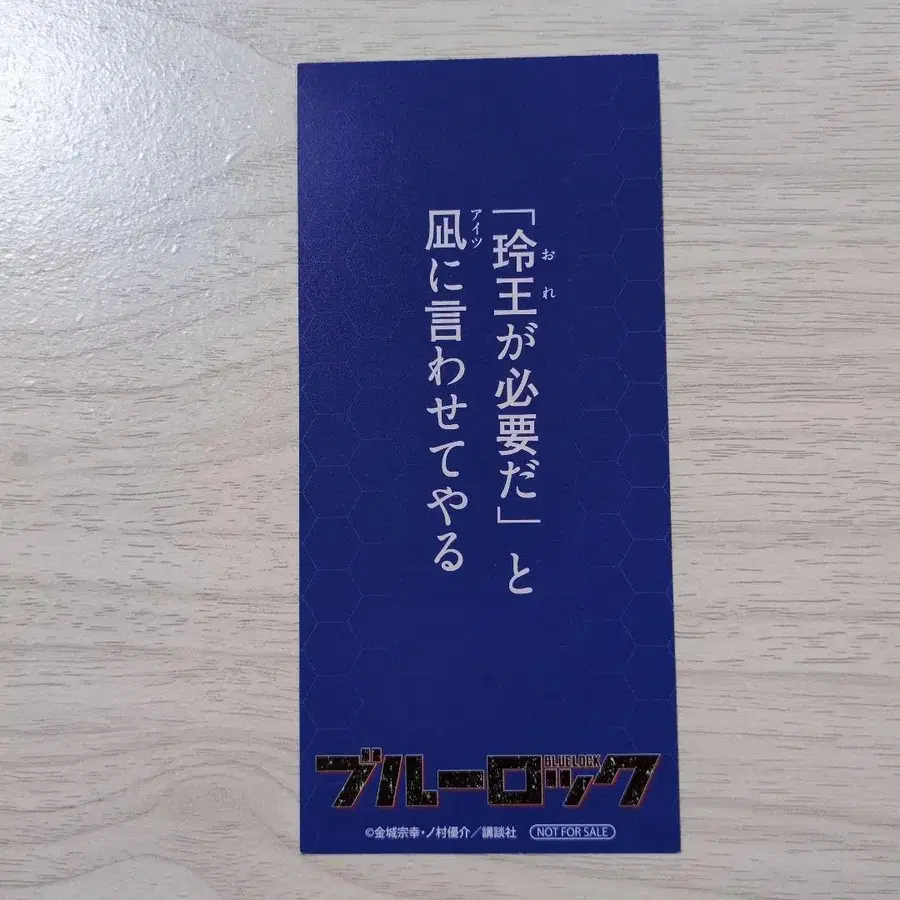 「玲王が必要だ」と
おれ
凪に言わせてやる
アイツ
ブルーロック
BLUELOCK
©金城宗幸・ノ村優介／講談社
NOT FOR SALE